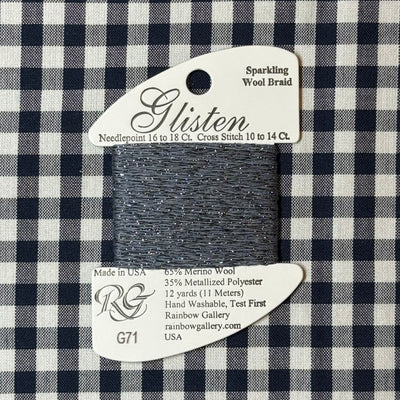 Sparkling
Wool Braid
Glisten
Needlepoint 16 to 18 Ct. Cross Stitch 10 to 14 Ct.
Made in USA
RG
G71
65% Merino Wool
35% Metallized Polyester
12 yards (11 Meters)
Hand Washable, Test First
Rainbow Gallery
rainbowgallery.com
USA